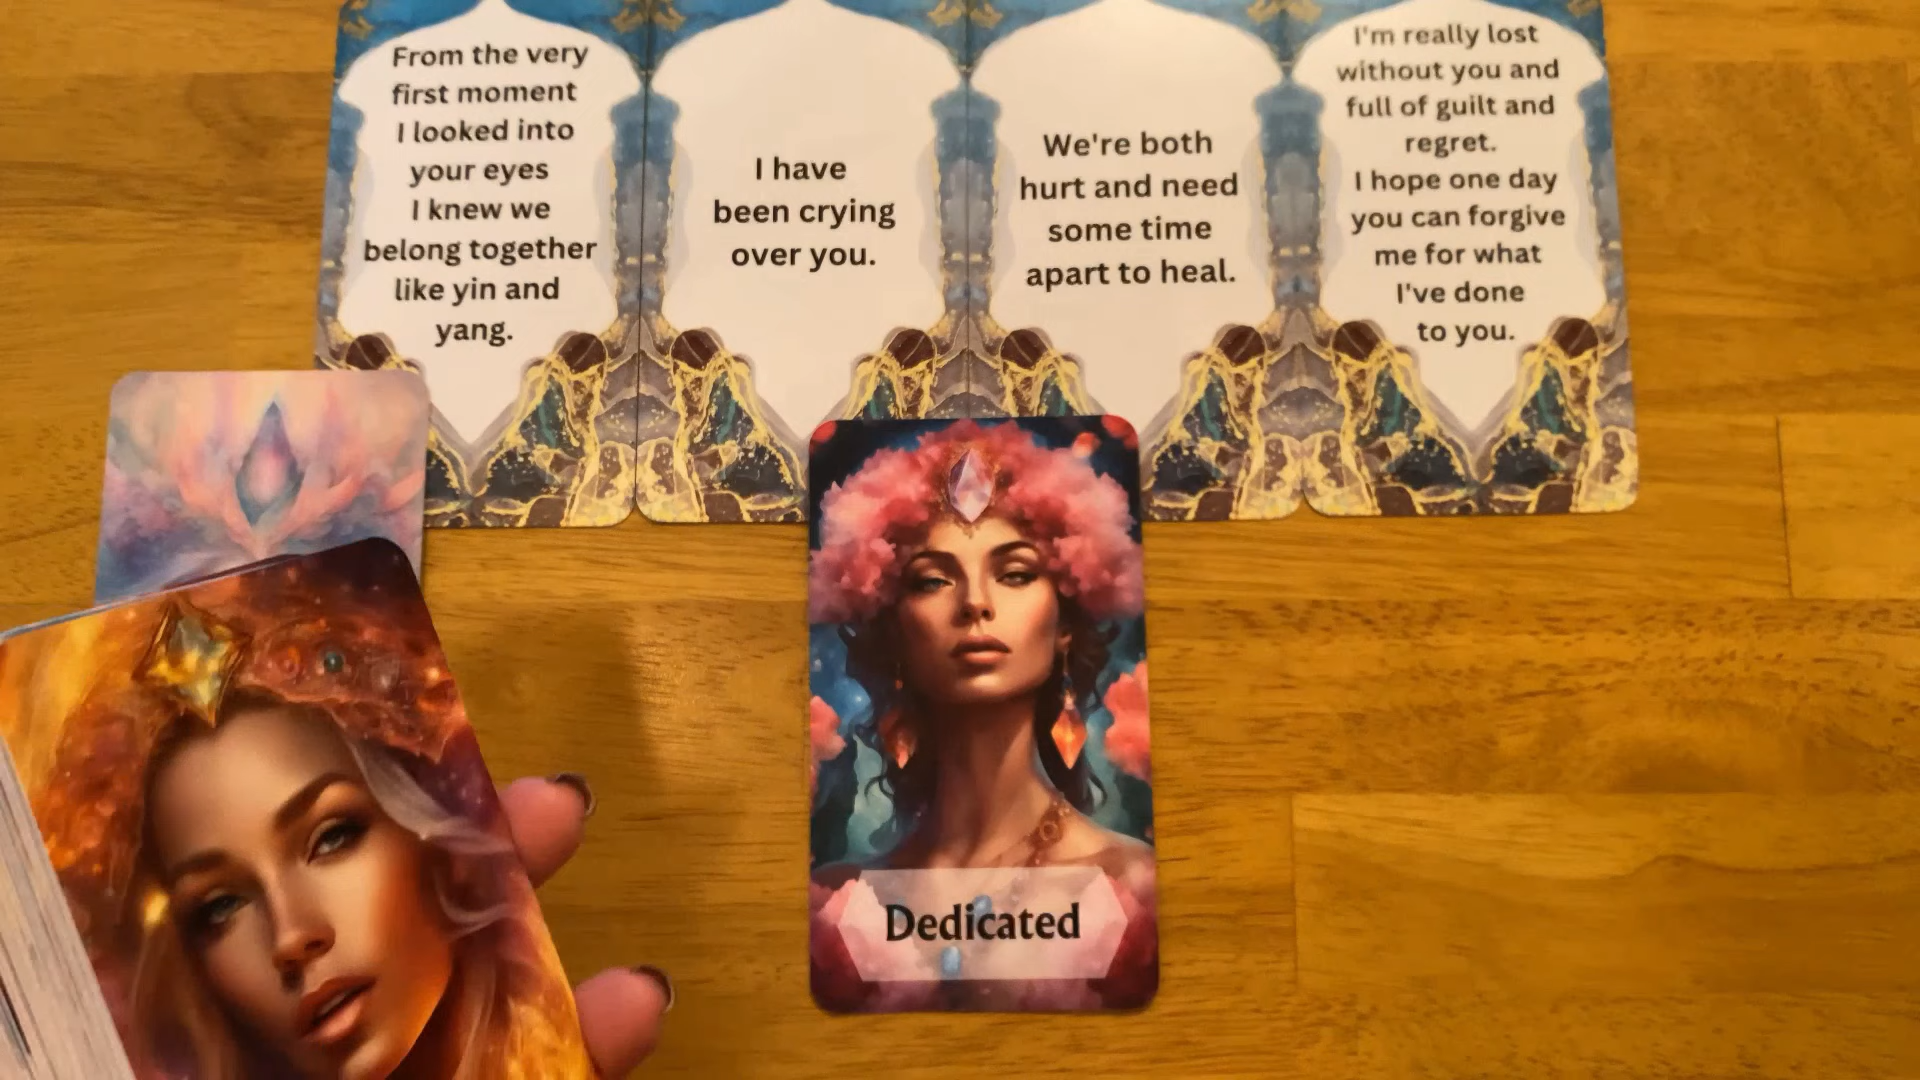 From the very
first moment
I looked into
your eyes
I knew we
belong together
like yin and
yang.
I have
been crying
over you.
We're both
hurt and need
some time
apart to heal.
I'm really lost
without you and
full of guilt and
regret.
I hope one day
you can forgive
me for what
I've done
to you.
Dedicated